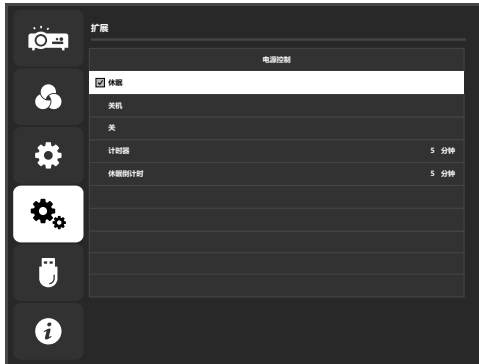 扩展
电源控制
休眠
关机
关
计时器 5 分钟
休眠倒计时 5 分钟